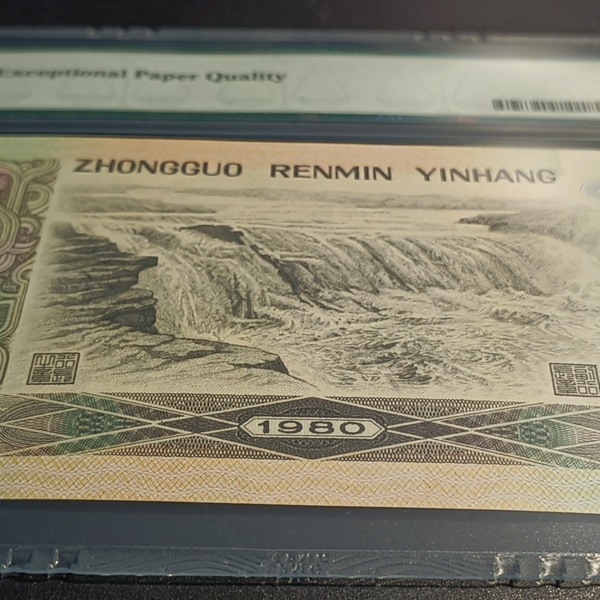 Exceptional Paper Quality
ZHONGGUO RENMIN YINHANG
1980